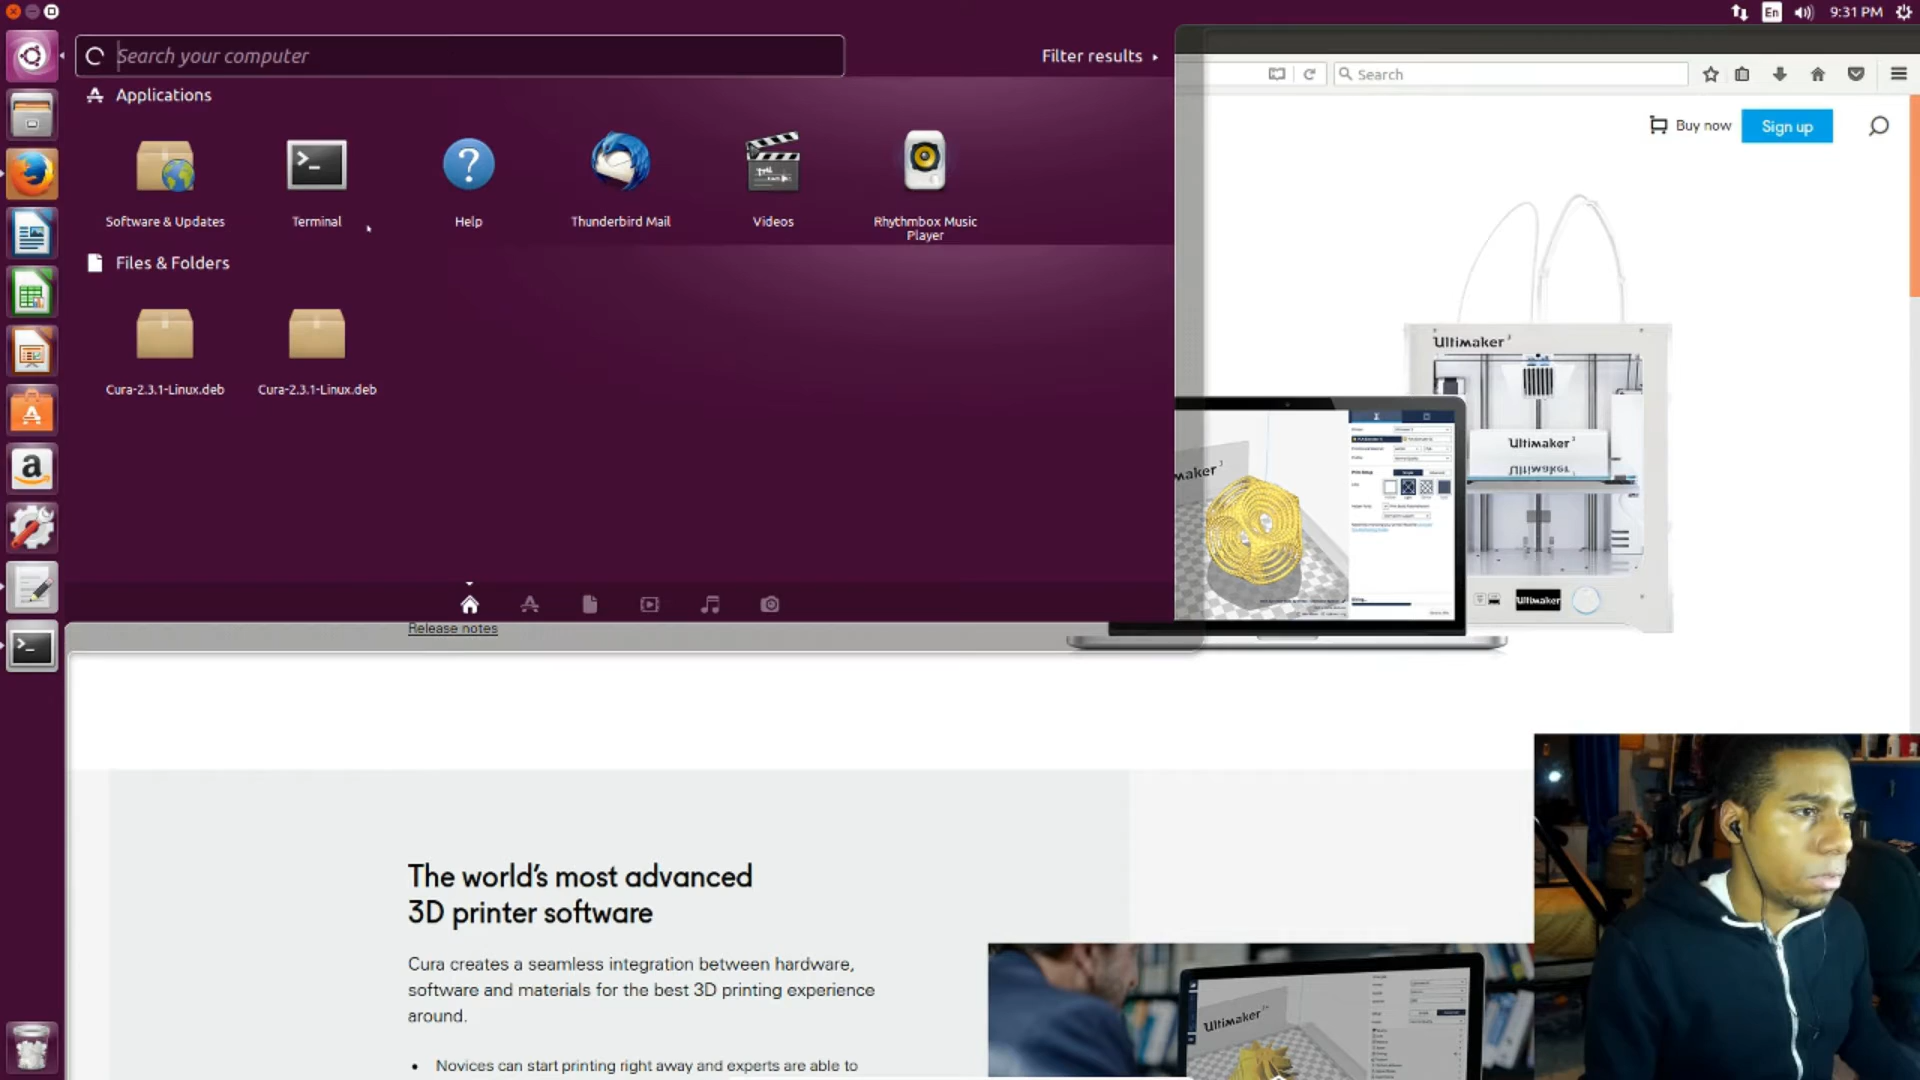 En
9:31 PM
Search your computer
Filter results
Search
Applications
Buy now
Sign up
Software & Updates
Terminal
Help
Thunderbird Mail
Videos
Rhythmbox Music
Player
Files & Folders
Cura-2.3.1-Linux.deb
Cura-2.3.1-Linux.deb
Ultimaker³
Ultimaker³
Ultimaker
maker³
Release notes
The world's most advanced
3D printer software
Cura creates a seamless integration between hardware,
software and materials for the best 3D printing experience
around.
• Novices can start printing right away and experts are able to
Ultimaker